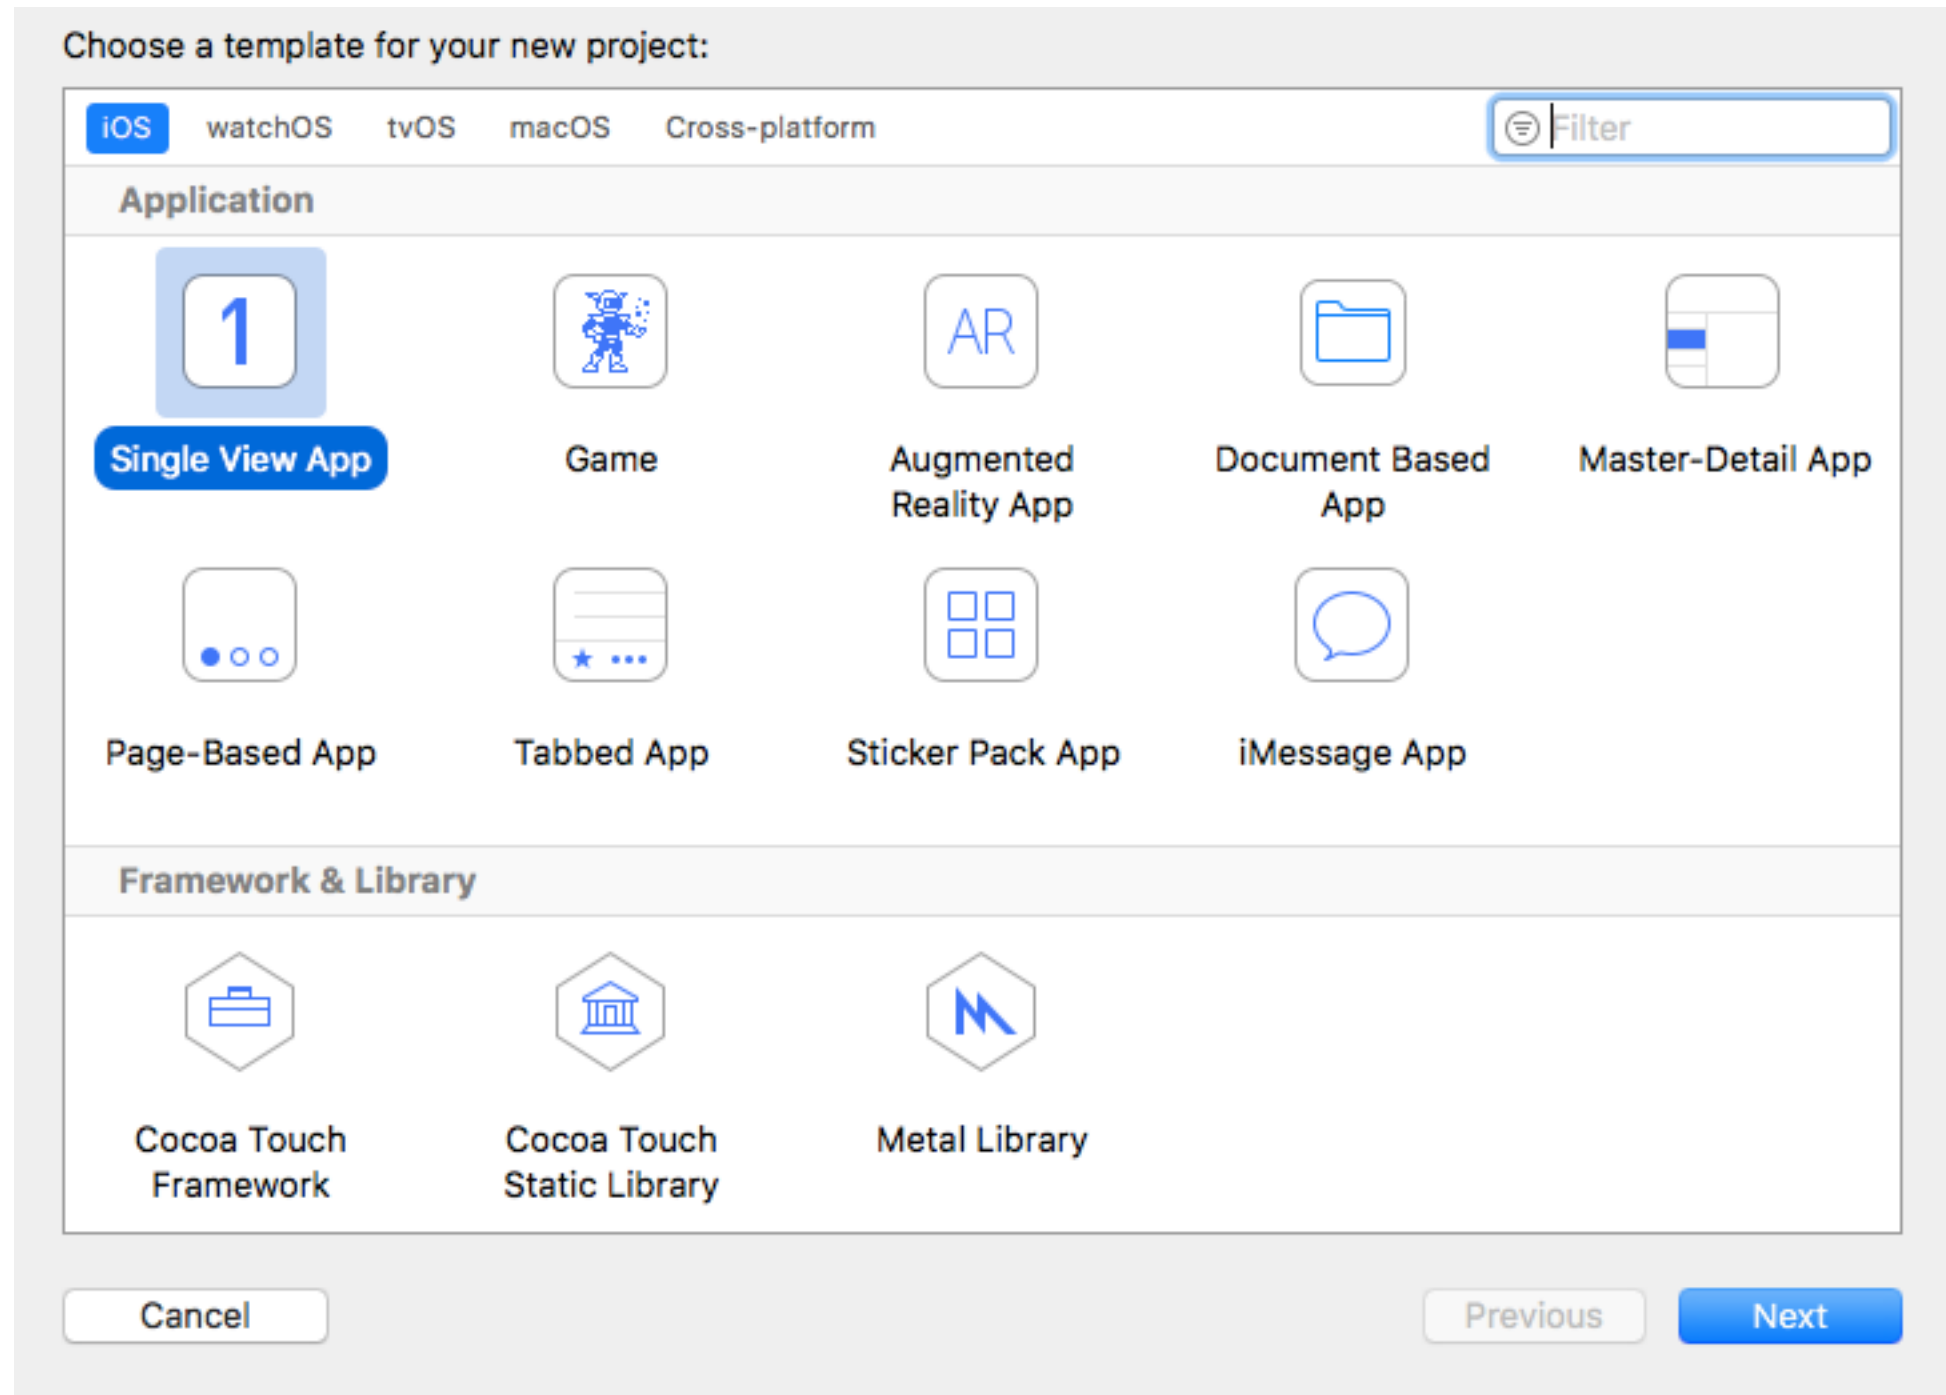 Choose a template for your new project:
iOS watchOS tvOS macOS Cross-platform Filter
Application
1 AR
Single View App Game Augmented Reality App Document Based App Master-Detail App
Page-Based App Tabbed App Sticker Pack App iMessage App
Framework & Library
Cocoa Touch Framework Cocoa Touch Static Library Metal Library
Cancel Previous Next